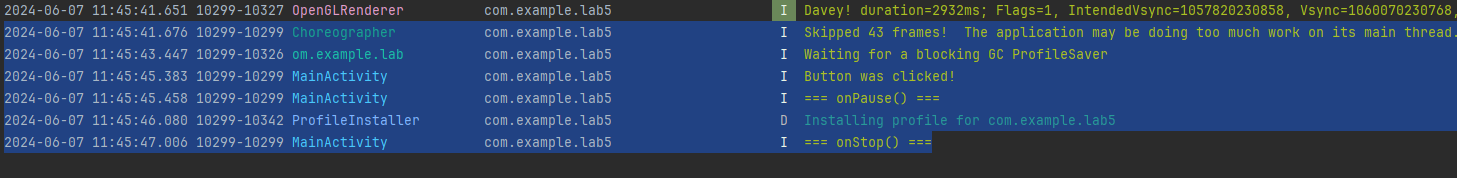 2024-06-07 11:45:41.651 10299-10327 OpenGLRenderer com.example.lab5 I Davey! duration=2932ms; Flags=1, IntendedVsync=1057820230858, Vsync=1060070230768,
2024-06-07 11:45:41.676 10299-10299 Choreographer com.example.lab5 I Skipped 43 frames! The application may be doing too much work on its main thread.
2024-06-07 11:45:43.447 10299-10326 om.example.lab com.example.lab5 I Waiting for a blocking GC ProfileSaver
2024-06-07 11:45:45.383 10299-10299 MainActivity com.example.lab5 I Button was clicked!
2024-06-07 11:45:45.458 10299-10299 MainActivity com.example.lab5 I === onPause() ===
2024-06-07 11:45:46.080 10299-10342 ProfileInstaller com.example.lab5 D Installing profile for com.example.lab5
2024-06-07 11:45:47.006 10299-10299 MainActivity com.example.lab5 I === onStop() ===